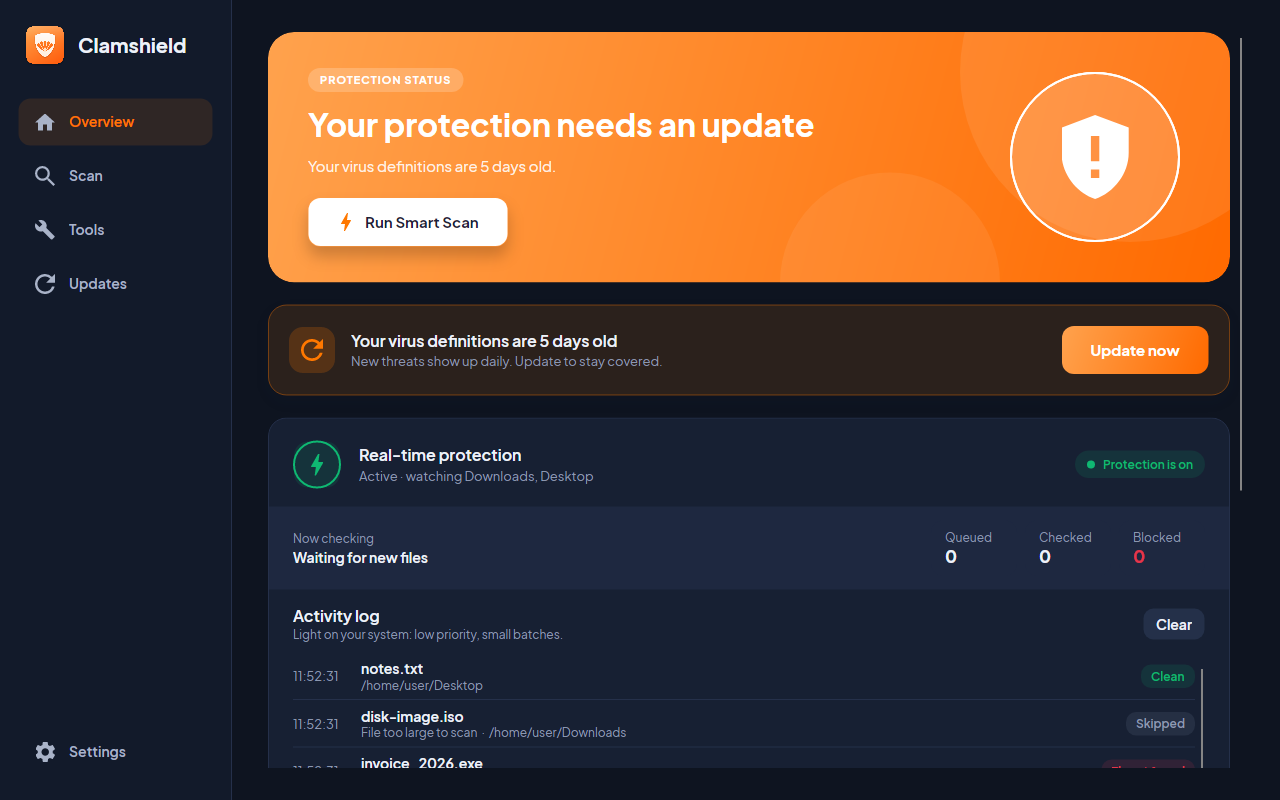 Clamshield
Overview
Scan
Tools
Updates
Settings
PROTECTION STATUS
Your protection needs an update
Your virus definitions are 5 days old.
Run Smart Scan
Your virus definitions are 5 days old
New threats show up daily. Update to stay covered.
Update now
Real-time protection
Active · watching Downloads, Desktop
Protection is on
Now checking
Waiting for new files
Queued
0
Checked
0
Blocked
0
Activity log
Light on your system: low priority, small batches.
Clear
11:52:31
notes.txt
/home/user/Desktop
Clean
11:52:31
disk-image.iso
File too large to scan · /home/user/Downloads
Skipped
invoice_2026.exe